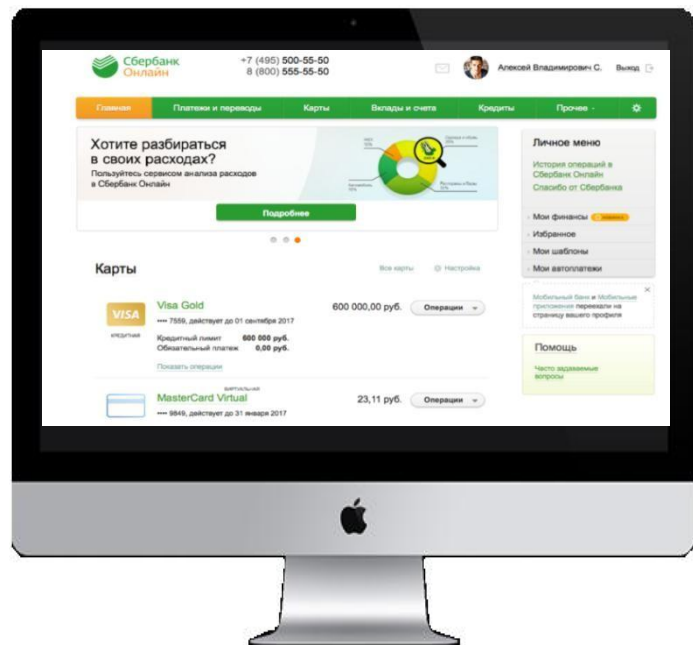 Сбербанк
Онлайн
+7 (495) 500-55-50
8 (800) 555-55-50
Алексей Владимирович С.
Выход
Главная
Платежи и переводы
Карты
Вклады и счета
Кредиты
Прочее
Хотите разбираться
в своих расходах?
Пользуйтесь сервисом анализа расходов
в Сбербанк Онлайн
Подробнее
Личное меню
История операций в
Сбербанк Онлайн
Спасибо от Сбербанка
Мои финансы
Избранное
Мои шаблоны
Мои автоплатежи
Мобильный банк и Мобильные
приложения переехали на
страницу вашего профиля
Помощь
Часто задаваемые
вопросы
Карты
Все карты
Настройка
VISA
КРЕДИТНАЯ
Visa Gold
•••• 7559, действует до 01 сентября 2017
Кредитный лимит 600 000 руб.
Обязательный платеж 0,00 руб.
Показать операции
600 000,00 руб.
Операции
ВИРТУАЛЬНАЯ
MasterCard Virtual
•••• 9849, действует до 31 января 2017
23,11 руб.
Операции